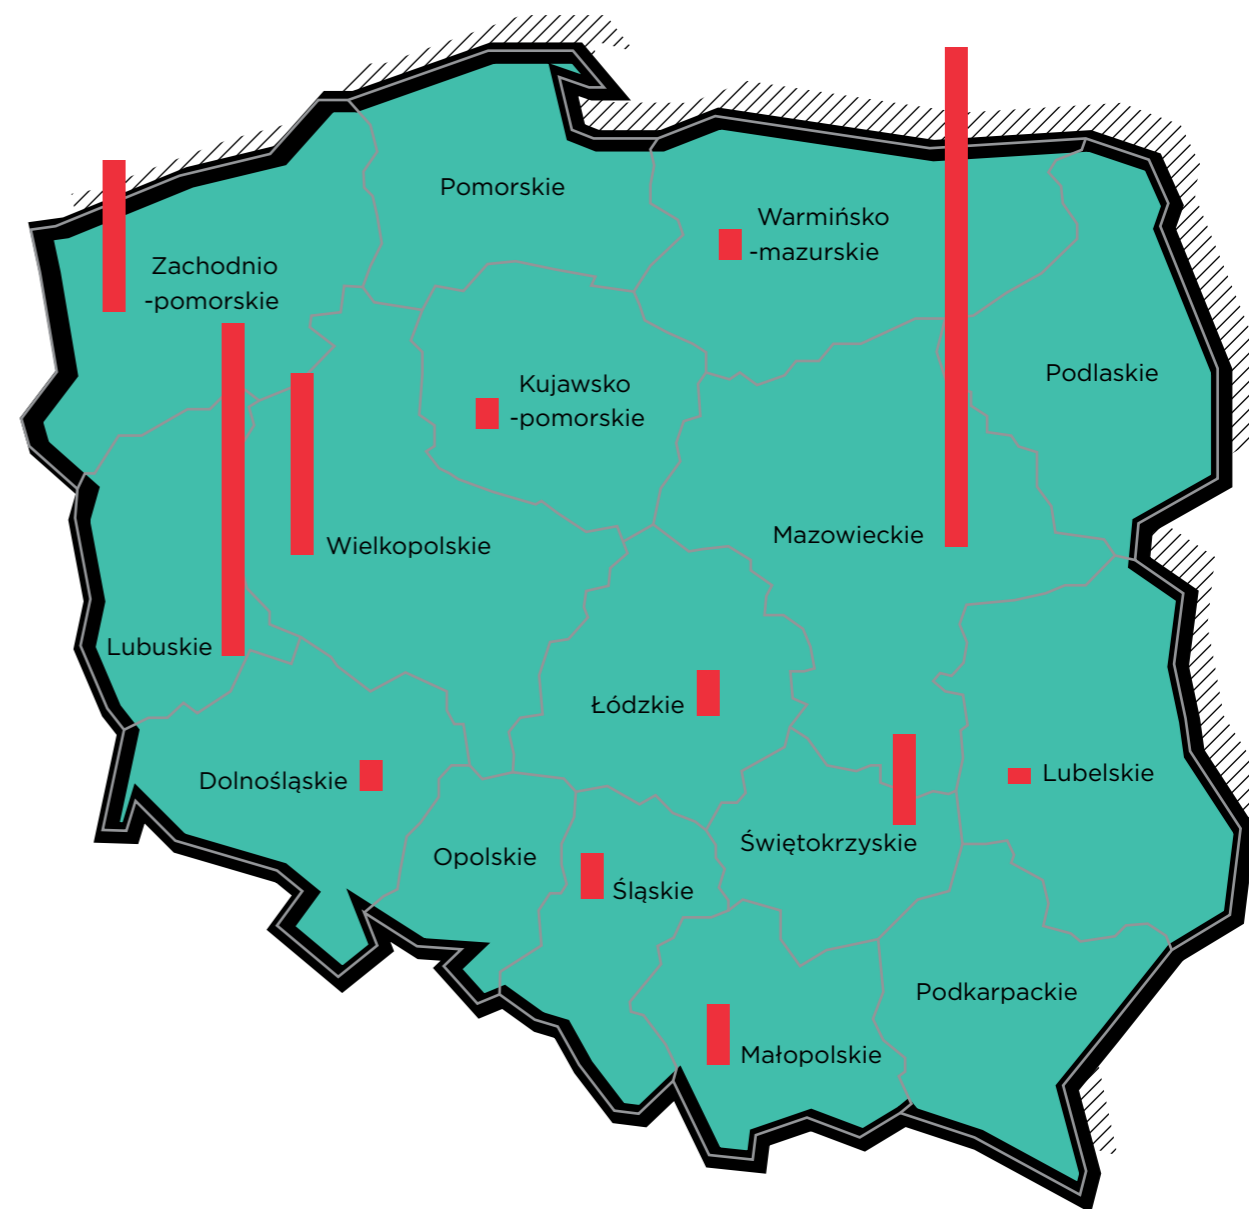 Pomorskie
Warmińsko
-mazurskie
Zachodnio
-pomorskie
Podlaskie
Kujawsko
-pomorskie
Mazowieckie
Wielkopolskie
Lubuskie
Łódzkie
Lubelskie
Dolnośląskie
Świętokrzyskie
Opolskie
Śląskie
Podkarpackie
Małopolskie